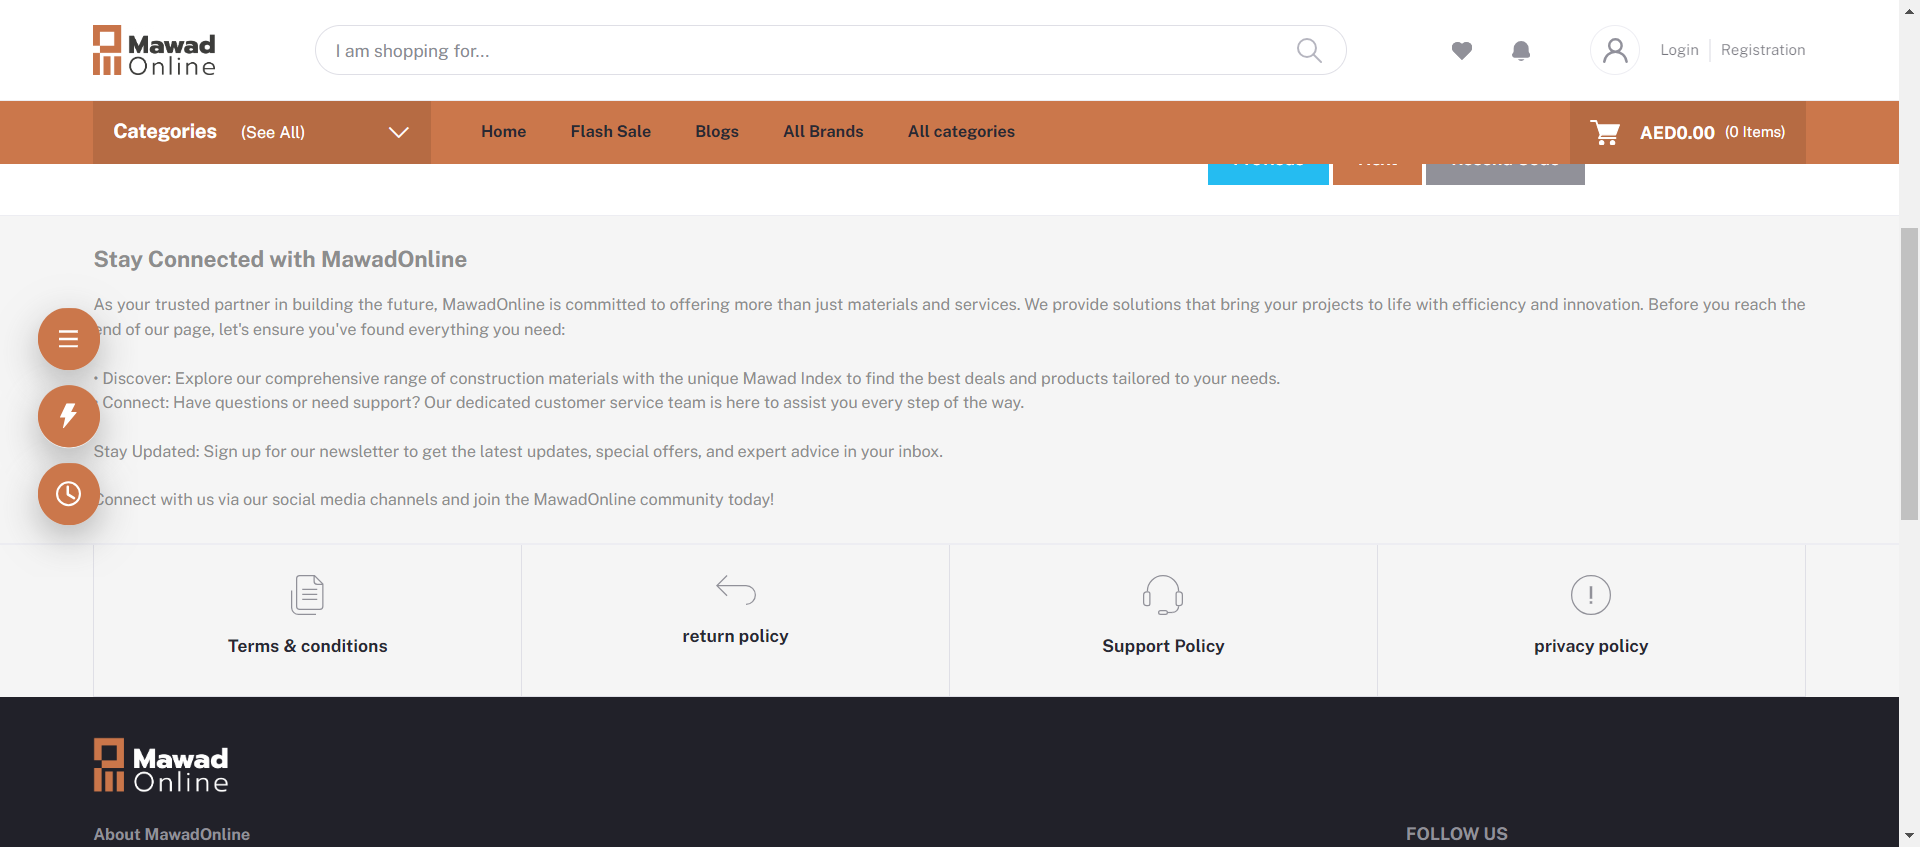 Mawad
Online
I am shopping for...
Login
Registration
Categories (See All)
Home
Flash Sale
Blogs
All Brands
All categories
AED0.00 (0 Items)
Stay Connected with MawadOnline
As your trusted partner in building the future, MawadOnline is committed to offering more than just materials and services. We provide solutions that bring your projects to life with efficiency and innovation. Before you reach the
end of our page, let's ensure you've found everything you need:
• Discover: Explore our comprehensive range of construction materials with the unique Mawad Index to find the best deals and products tailored to your needs.
Connect: Have questions or need support? Our dedicated customer service team is here to assist you every step of the way.
Stay Updated: Sign up for our newsletter to get the latest updates, special offers, and expert advice in your inbox.
Connect with us via our social media channels and join the MawadOnline community today!
Terms & conditions
return policy
Support Policy
privacy policy
Mawad
Online
About MawadOnline
FOLLOW US